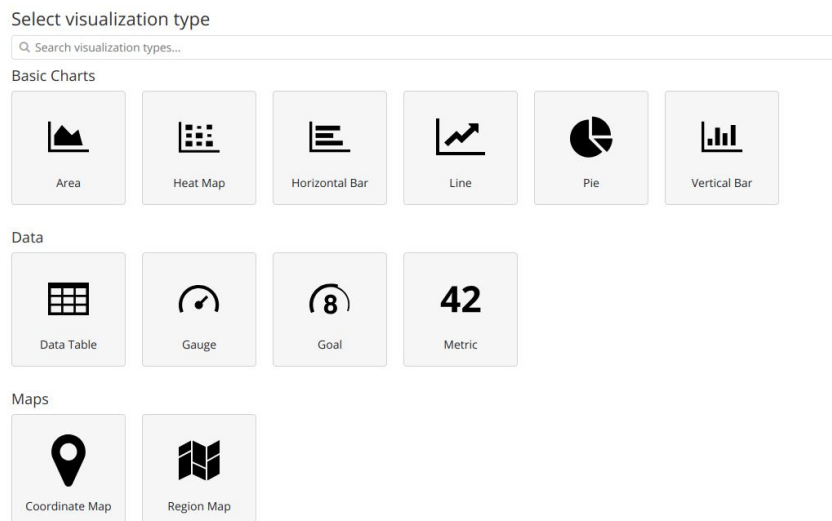 Select visualization type
Search visualization types...
Basic Charts
Area
Heat Map
Horizontal Bar
Line
Pie
Vertical Bar
Data
8
42
Data Table
Gauge
Goal
Metric
Maps
Coordinate Map
Region Map